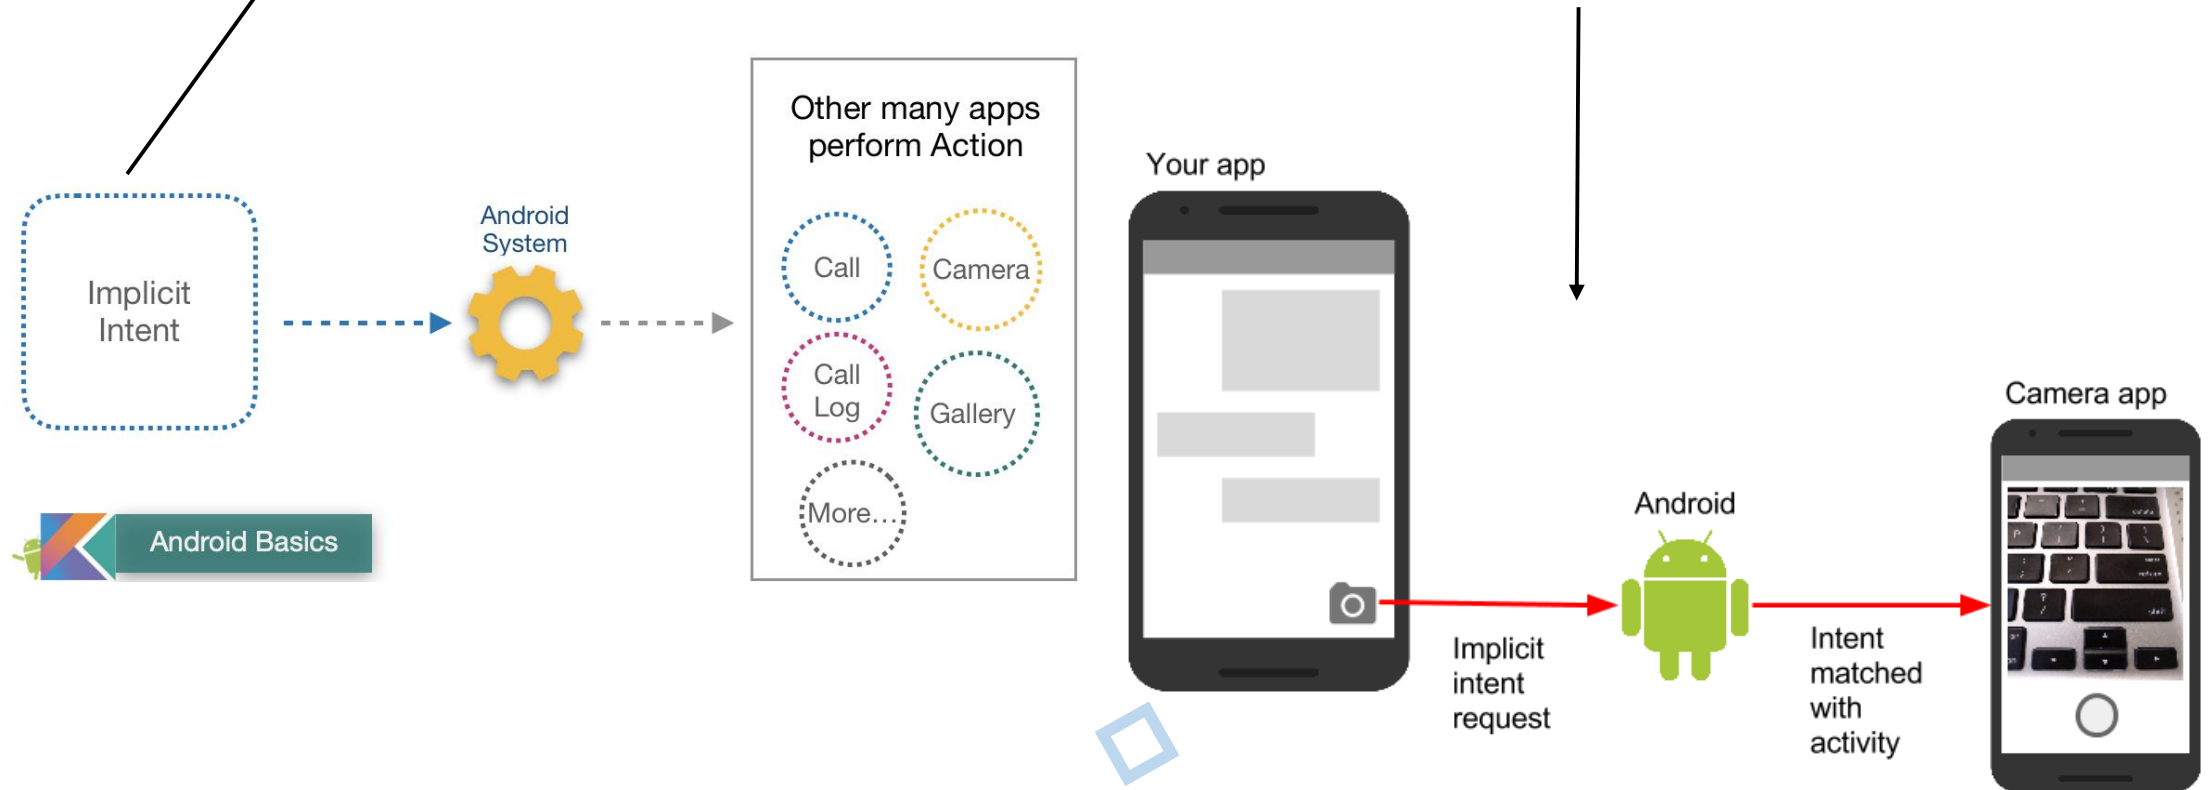 Other many apps
perform Action
Android
System
Implicit
Intent
Call
Camera
Call
Log
Gallery
More...
Android Basics
Your app
Android
Camera app
Implicit
intent
request
Intent
matched
with
activity